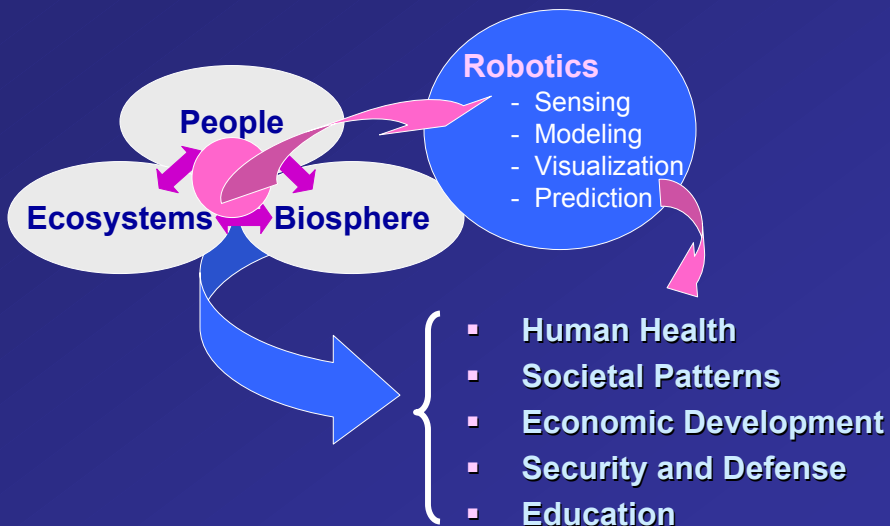 People
Ecosystems
Biosphere
Robotics
- Sensing
- Modeling
- Visualization
- Prediction
▪ Human Health
▪ Societal Patterns
▪ Economic Development
▪ Security and Defense
▪ Education